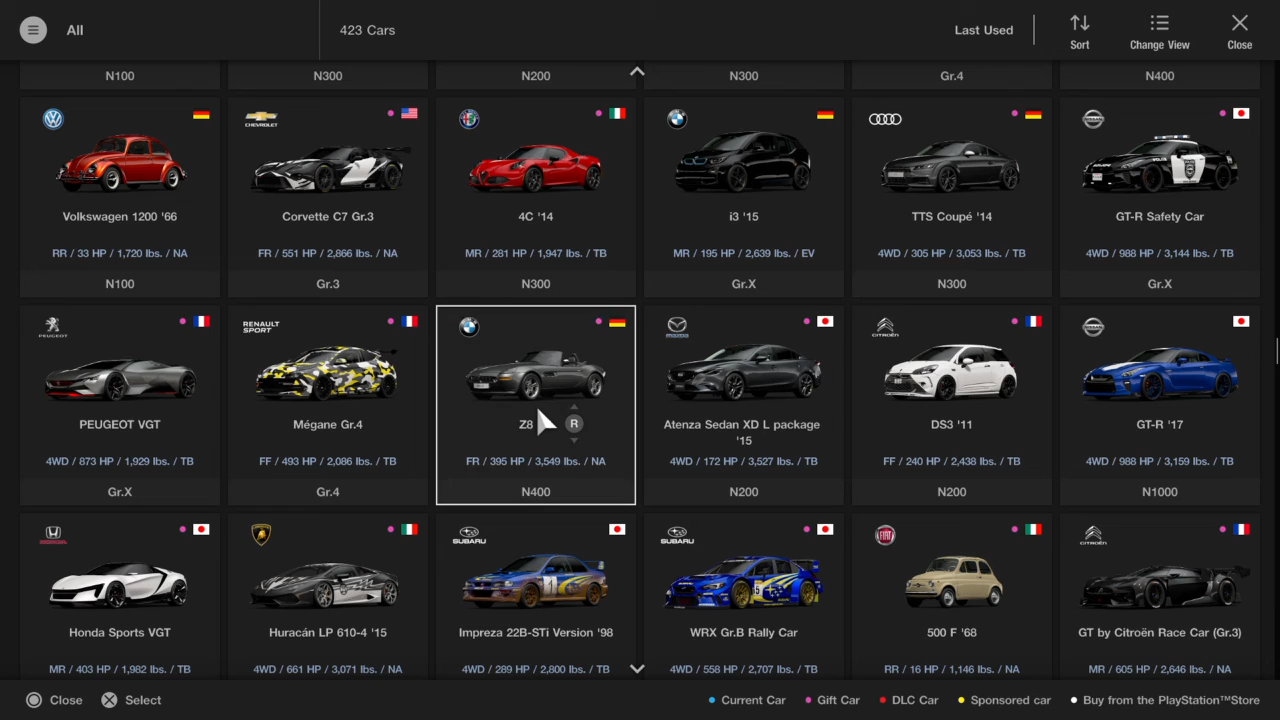 All
423 Cars
Last Used
Sort
Change View
Close
N100
N300
N200
N300
Gr.4
N400
CHEVROLET
POLICE
Volkswagen 1200 '66
Corvette C7 Gr.3
4C '14
i3 '15
TTS Coupé '14
GT-R Safety Car
RR / 33 HP / 1,720 lbs. / NA
FR / 551 HP / 2,866 lbs. / NA
MR / 281 HP / 1,947 lbs. / TB
MR / 195 HP / 2,639 lbs. / EV
4WD / 305 HP / 3,053 lbs. / TB
4WD / 988 HP / 3,144 lbs. / TB
N100
Gr.3
N300
Gr.X
N300
Gr.X
PEUGEOT
RENAULT
SPORT
CITROËN
PEUGEOT VGT
Mégane Gr.4
Z8
R
Atenza Sedan XD L package
'15
DS3 '11
GT-R '17
4WD / 873 HP / 1,929 lbs. / TB
FF / 493 HP / 2,086 lbs. / TB
FR / 395 HP / 3,549 lbs. / NA
4WD / 172 HP / 3,527 lbs. / TB
FF / 240 HP / 2,438 lbs. / TB
4WD / 988 HP / 3,159 lbs. / TB
Gr.X
Gr.4
N400
N200
N200
N1000
SUBARU
SUBARU
FIAT
CITROËN
Honda Sports VGT
Huracán LP 610-4 '15
Impreza 22B-STi Version '98
WRX Gr.B Rally Car
500 F '68
GT by Citroën Race Car (Gr.3)
MR / 403 HP / 1,982 lbs. / TB
4WD / 661 HP / 3,071 lbs. / NA
4WD / 289 HP / 2,800 lbs. / TB
4WD / 558 HP / 2,707 lbs. / TB
RR / 16 HP / 1,146 lbs. / NA
MR / 605 HP / 2,646 lbs. / NA
Close
Select
Current Car
Gift Car
DLC Car
Sponsored car
Buy from the PlayStation™Store